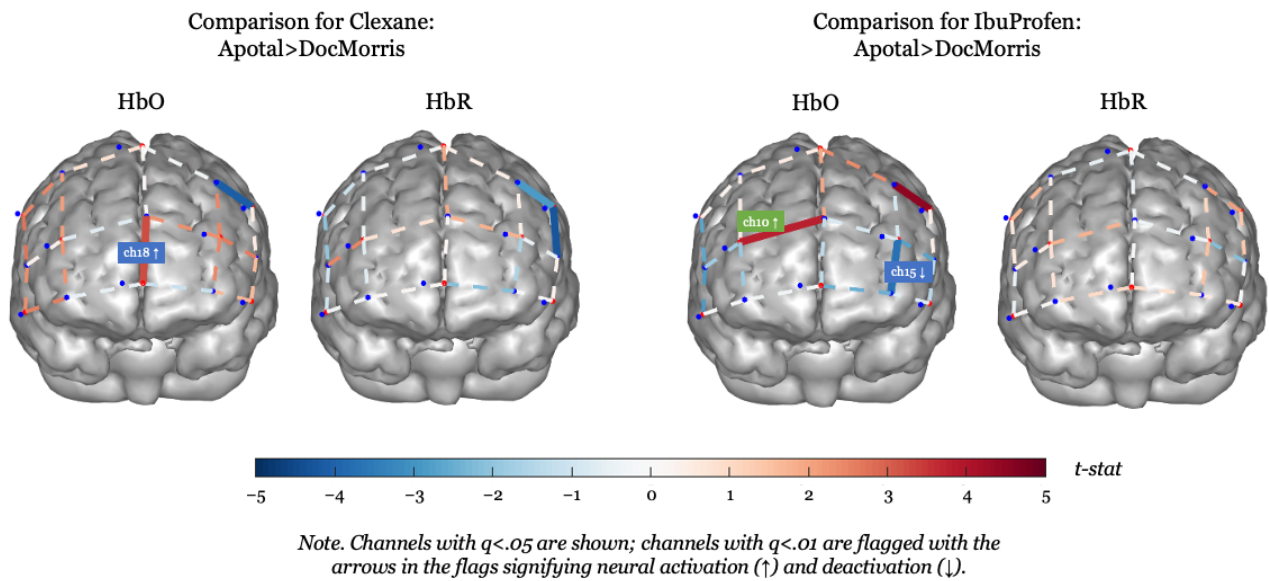 Comparison for Clexane:
Apotal>DocMorris
Comparison for IbuProfen:
Apotal>DocMorris
HbO
HbR
HbO
HbR
ch18 ↑
ch10 ↑
ch15 ↓
−5 −4 −3 −2 −1 0 1 2 3 4 5
t-stat
Note. Channels with q<.05 are shown; channels with q<.01 are flagged with the
arrows in the flags signifying neural activation (↑) and deactivation (↓).